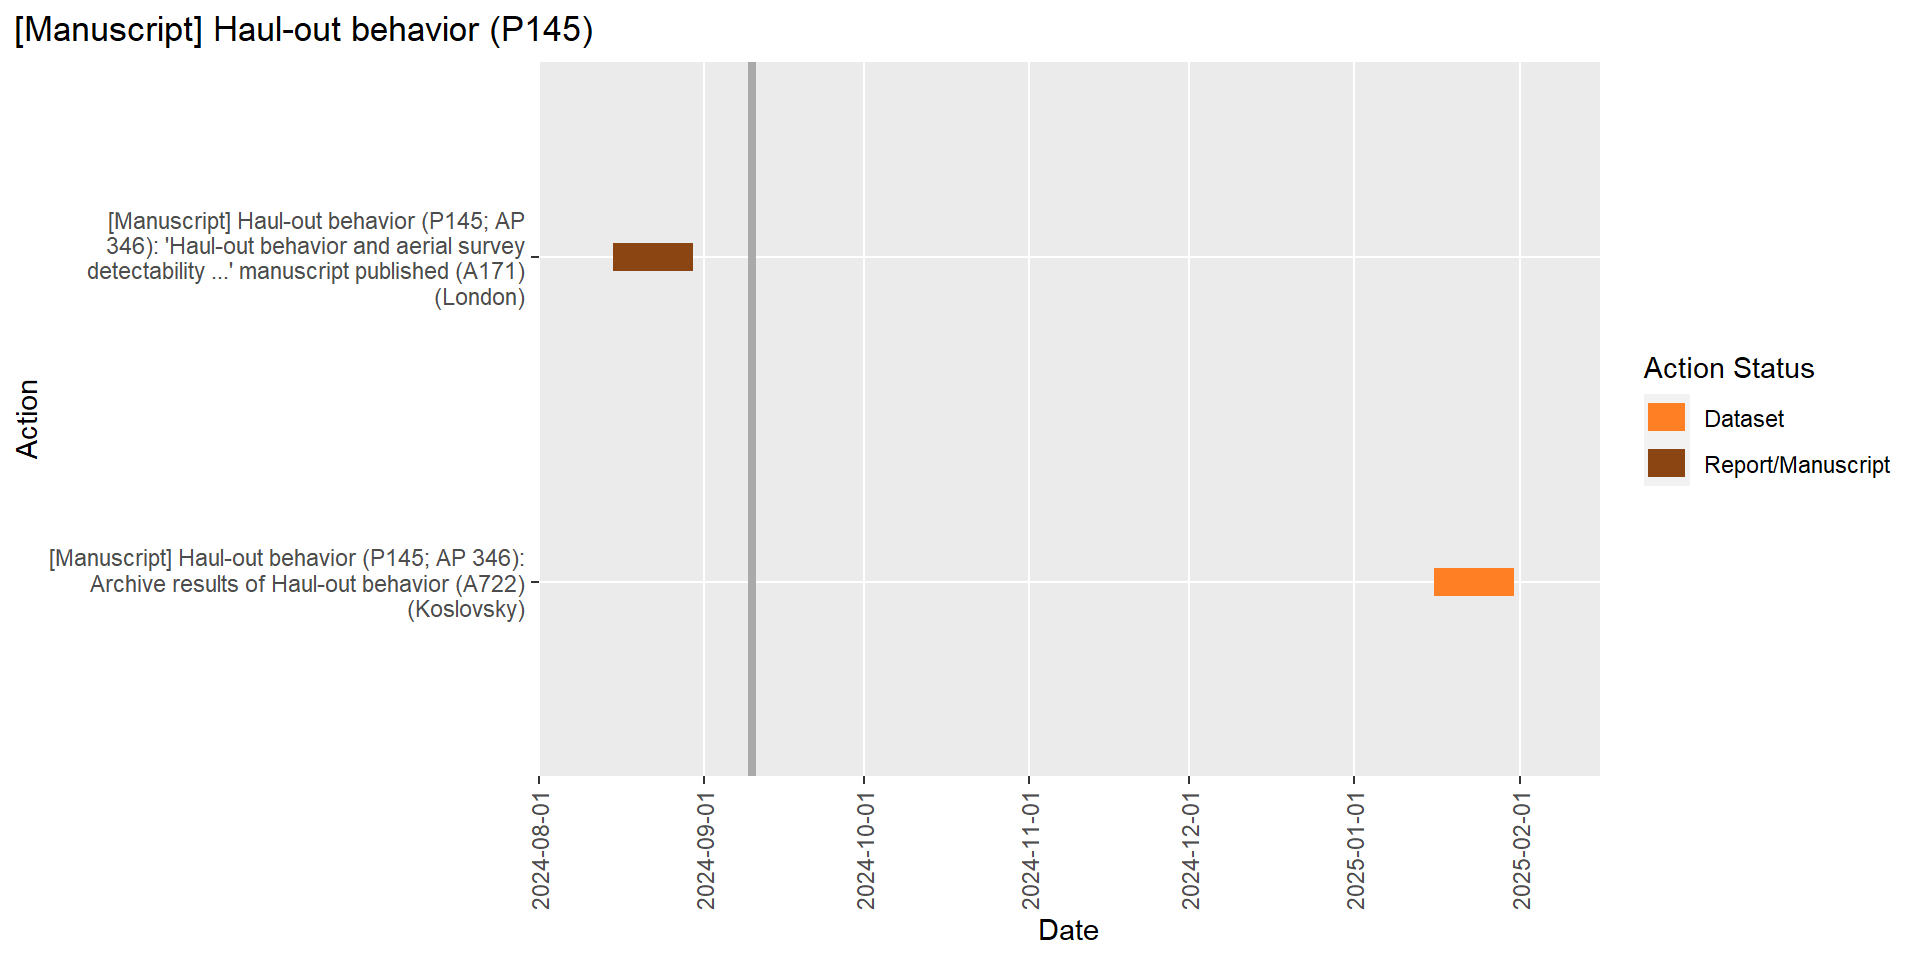 [Manuscript] Haul-out behavior (P145)
[Manuscript] Haul-out behavior (P145; AP
346): 'Haul-out behavior and aerial survey
detectability ...' manuscript published (A171)
(London)
[Manuscript] Haul-out behavior (P145; AP 346):
Archive results of Haul-out behavior (A722)
(Koslovsky)
Action
2024-08-01
2024-09-01
2024-10-01
2024-11-01
2024-12-01
2025-01-01
2025-02-01
Date
Action Status
Dataset
Report/Manuscript